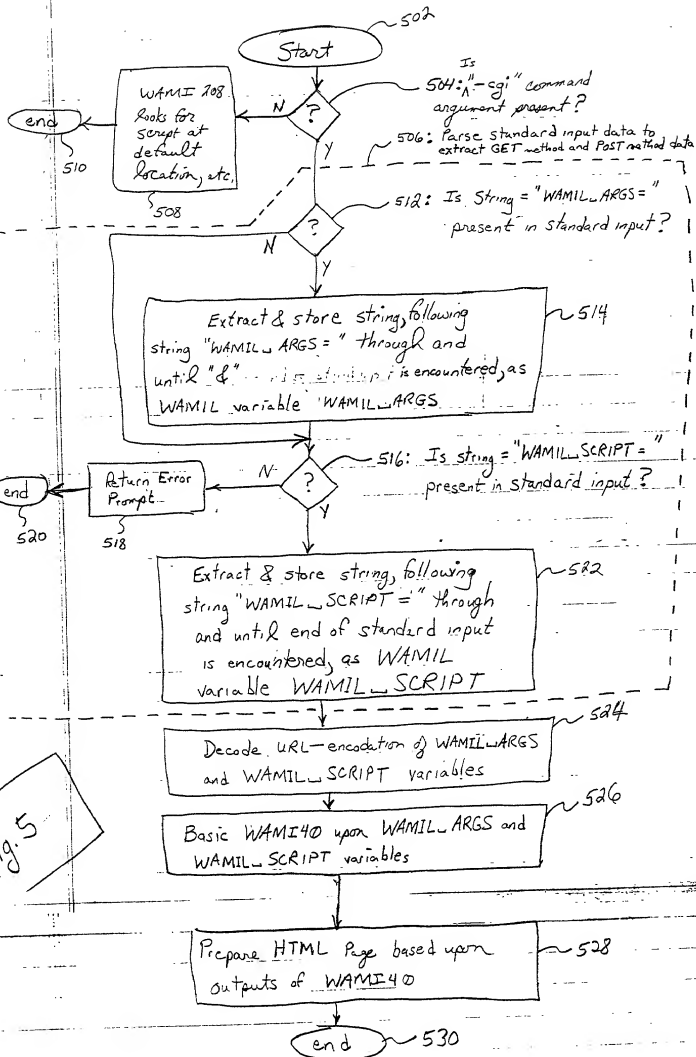 502
Start
Is
504: "-cgi" command
argument present?
N
?
Y
WAMI 208
looks for
script at
default
location, etc.
508
end
510
506: Parse standard input data to
extract GET method and POST method data
512: Is String = "WAMIL_ARGS="
present in standard input?
?
N
Y
Extract & store string, following
string "WAMIL_ARGS=" through and
until "&" is encountered, as
WAMIL variable WAMIL_ARGS
514
516: Is string = "WAMIL_SCRIPT="
present in standard input?
?
N
Y
Return Error
Prompt
518
end
520
Extract & store string, following
string "WAMIL_SCRIPT=" through
and until end of standard input
is encountered, as WAMIL
variable WAMIL_SCRIPT
522
Decode URL-encodation of WAMIL_ARGS
and WAMIL_SCRIPT variables
524
Basic WAMI40 upon WAMIL_ARGS and
WAMIL_SCRIPT variables
526
Prepare HTML Page based upon
outputs of WAMI40
528
end
530
ig. 5